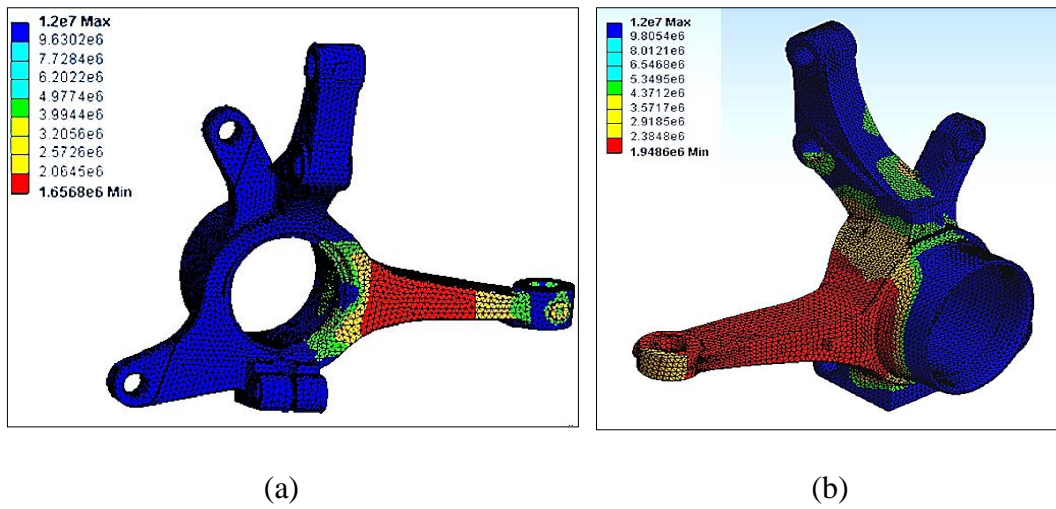 1.2e7 Max
9.6302e6
7.7284e6
6.2022e6
4.9774e6
3.9944e6
3.2056e6
2.5726e6
2.0645e6
1.6568e6 Min
1.2e7 Max
9.8054e6
8.0121e6
6.5468e6
5.3495e6
4.3712e6
3.5717e6
2.9185e6
2.3848e6
1.9486e6 Min
(a)
(b)